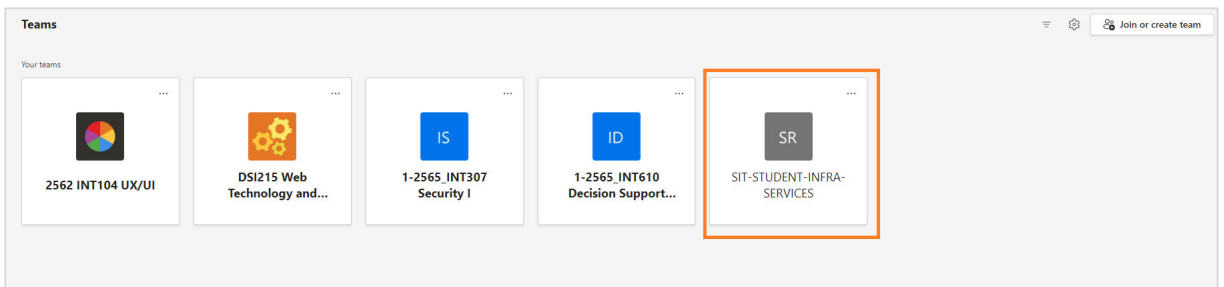 Teams
Join or create team
Your teams
...
...
...
...
...
IS
ID
SR
2562 INT104 UX/UI
DSI215 Web
Technology and...
1-2565_INT307
Security I
1-2565_INT610
Decision Support...
SIT-STUDENT-INFRA-
SERVICES